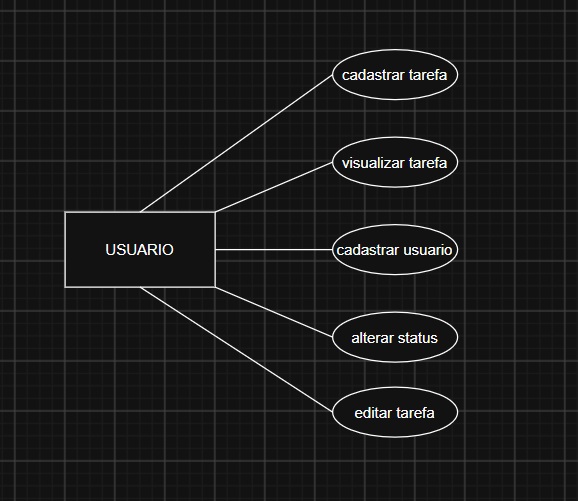 cadastrar tarefa
visualizar tarefa
USUARIO
cadastrar usuario
alterar status
editar tarefa